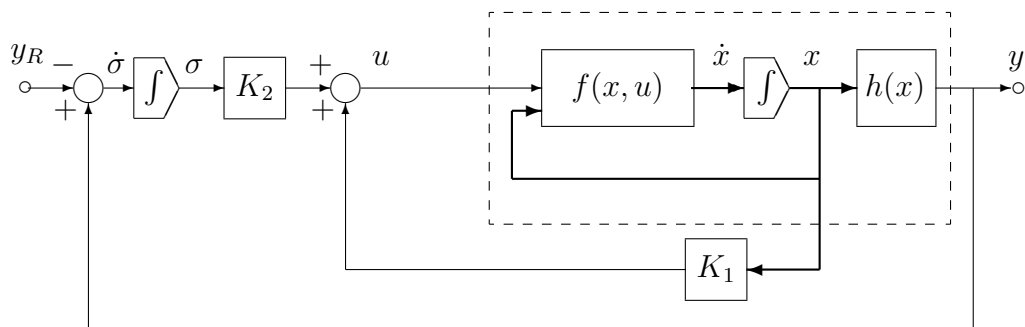 y_R − σ̇ ∫ σ K_2 + u f(x, u) ẋ ∫ x h(x) y
+ +
K_1